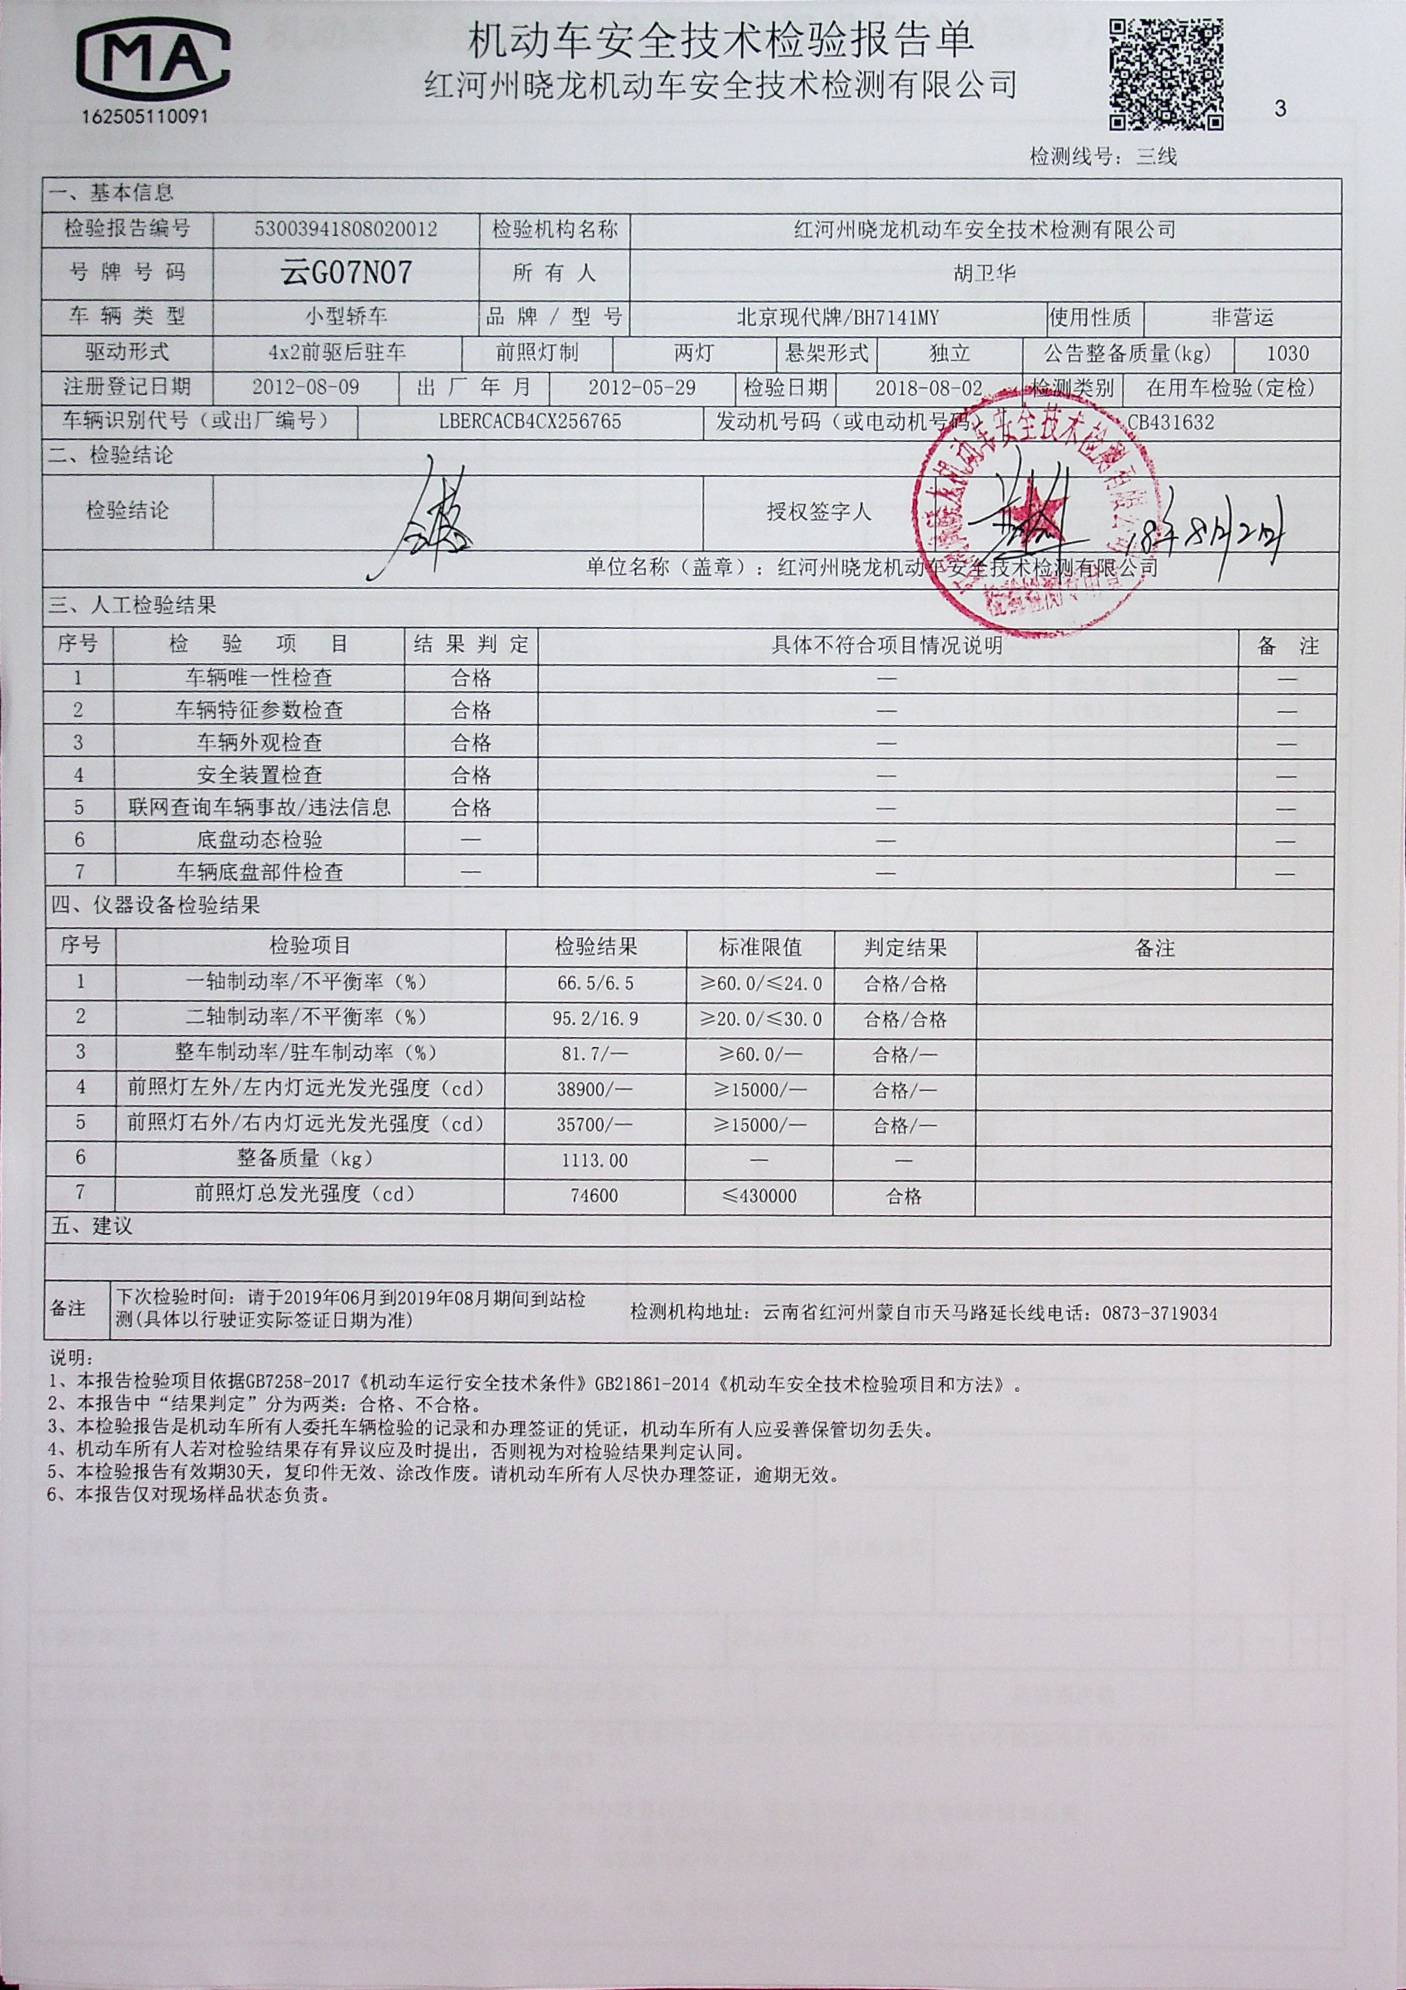 MA
162505110091
机动车安全技术检验报告单
红河州晓龙机动车安全技术检测有限公司
3
检测线号：三线
一、基本信息
检验报告编号 53003941808020012 检验机构名称 红河州晓龙机动车安全技术检测有限公司
号牌号码 云G07N07 所有人 胡卫华
车辆类型 小型轿车 品牌/型号 北京现代牌/BH7141MY 使用性质 非营运
驱动形式 4x2前驱后驻车 前照灯制 两灯 悬架形式 独立 公告整备质量(kg) 1030
注册登记日期 2012-08-09 出厂年月 2012-05-29 检验日期 2018-08-02 检测类别 在用车检验(定检)
车辆识别代号（或出厂编号） LBERCACB4CX256765 发动机号码（或电动机号码） CB431632
二、检验结论
检验结论 授权签字人 18年8月2日
单位名称（盖章）：红河州晓龙机动车安全技术检测有限公司
三、人工检验结果
序号 检验项目 结果判定 具体不符合项目情况说明 备注
1 车辆唯一性检查 合格 — —
2 车辆特征参数检查 合格 — —
3 车辆外观检查 合格 — —
4 安全装置检查 合格 — —
5 联网查询车辆事故/违法信息 合格 — —
6 底盘动态检验 — — —
7 车辆底盘部件检查 — — —
四、仪器设备检验结果
序号 检验项目 检验结果 标准限值 判定结果 备注
1 一轴制动率/不平衡率（%） 66.5/6.5 ≥60.0/≤24.0 合格/合格
2 二轴制动率/不平衡率（%） 95.2/16.9 ≥20.0/≤30.0 合格/合格
3 整车制动率/驻车制动率（%） 81.7/— ≥60.0/— 合格/—
4 前照灯左外/左内灯远光发光强度（cd） 38900/— ≥15000/— 合格/—
5 前照灯右外/右内灯远光发光强度（cd） 35700/— ≥15000/— 合格/—
6 整备质量（kg） 1113.00 — —
7 前照灯总发光强度（cd） 74600 ≤430000 合格
五、建议
备注 下次检验时间：请于2019年06月到2019年08月期间到站检
测(具体以行驶证实际签证日期为准) 检测机构地址：云南省红河州蒙自市天马路延长线电话：0873-3719034
说明：
1、本报告检验项目依据GB7258-2017《机动车运行安全技术条件》GB21861-2014《机动车安全技术检验项目和方法》。
2、本报告中“结果判定”分为两类：合格、不合格。
3、本检验报告是机动车所有人委托车辆检验的记录和办理签证的凭证，机动车所有人应妥善保管切勿丢失。
4、机动车所有人若对检验结果存有异议应及时提出，否则视为对检验结果判定认同。
5、本检验报告有效期30天，复印件无效、涂改作废。请机动车所有人尽快办理签证，逾期无效。
6、本报告仅对现场样品状态负责。